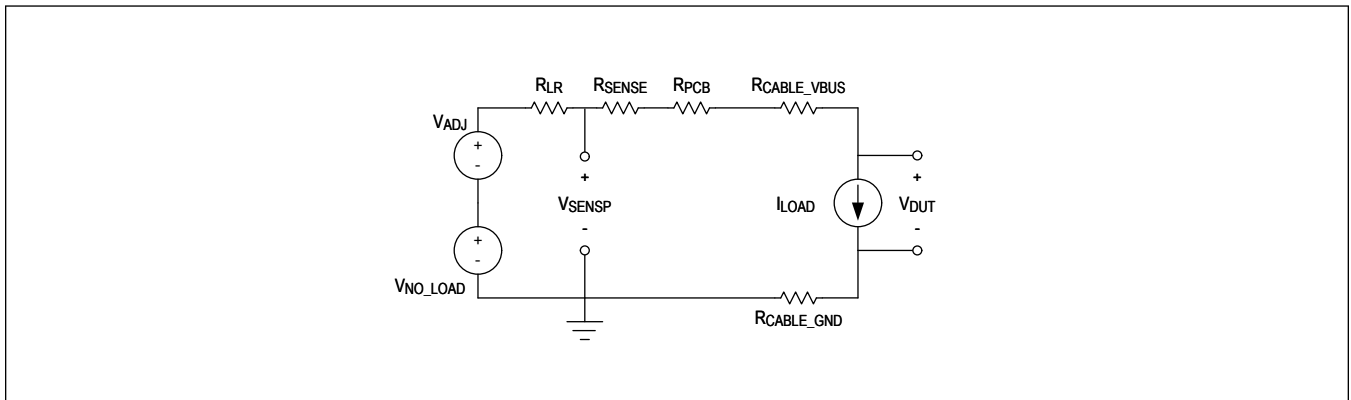 RLR RSENSE RPCB RCABLE_VBUS
VADJ
+
-
+
-
VNO_LOAD
+
VSENSP
-
ILOAD
+
VDUT
-
RCABLE_GND